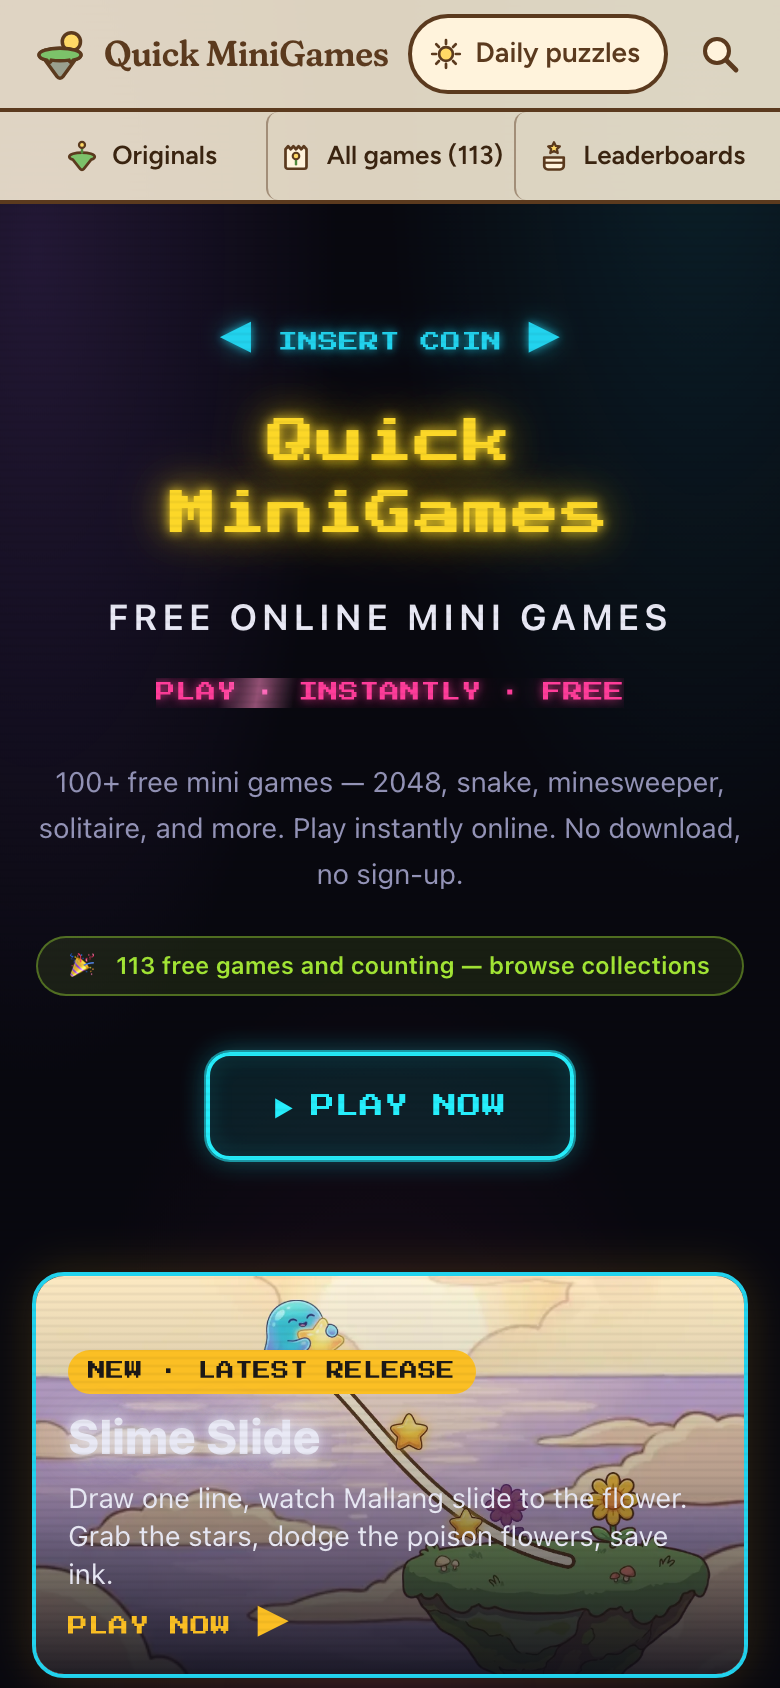 Quick MiniGames
Daily puzzles
Originals
All games (113)
Leaderboards
INSERT COIN
Quick
MiniGames
FREE ONLINE MINI GAMES
PLAY · INSTANTLY · FREE
100+ free mini games — 2048, snake, minesweeper,
solitaire, and more. Play instantly online. No download,
no sign-up.
113 free games and counting — browse collections
PLAY NOW
NEW · LATEST RELEASE
Slime Slide
Draw one line, watch Mallang slide to the flower.
Grab the stars, dodge the poison flowers, save
ink.
PLAY NOW